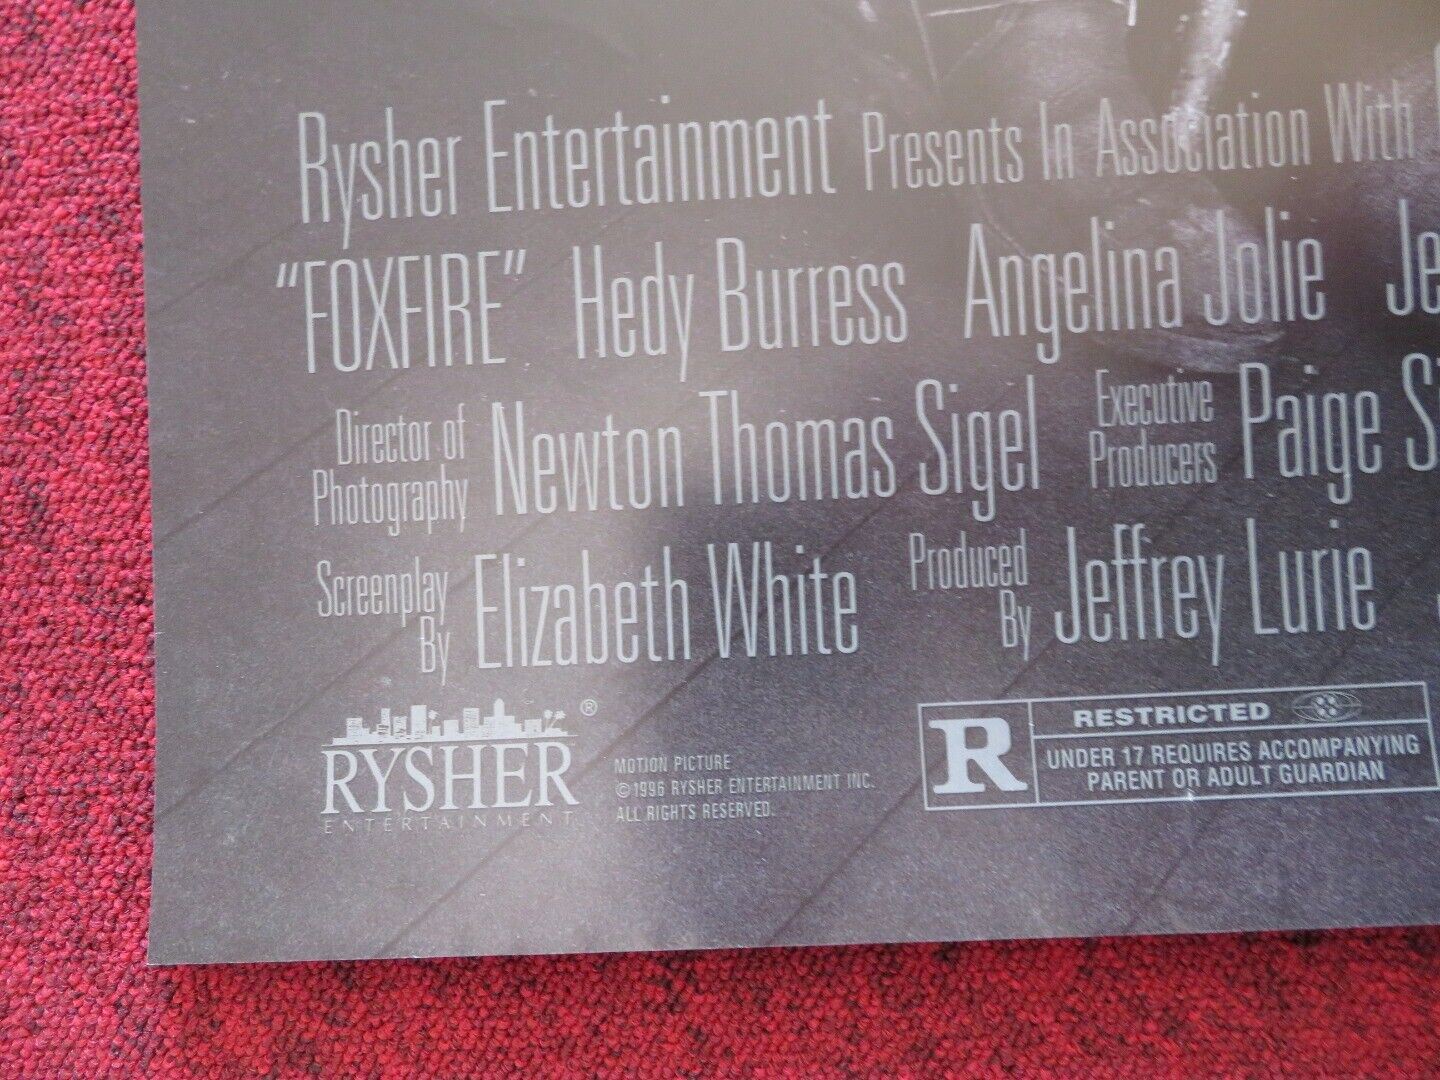 Rysher Entertainment Presents In Association With
"FOXFIRE" Hedy Burress Angelina Jolie Je
Director of Photography Newton Thomas Sigel Executive Producers Paige S
Screenplay By Elizabeth White Produced By Jeffrey Lurie
RYSHER®
ENTERTAINMENT
MOTION PICTURE
©1996 RYSHER ENTERTAINMENT INC.
ALL RIGHTS RESERVED.
R RESTRICTED
UNDER 17 REQUIRES ACCOMPANYING
PARENT OR ADULT GUARDIAN